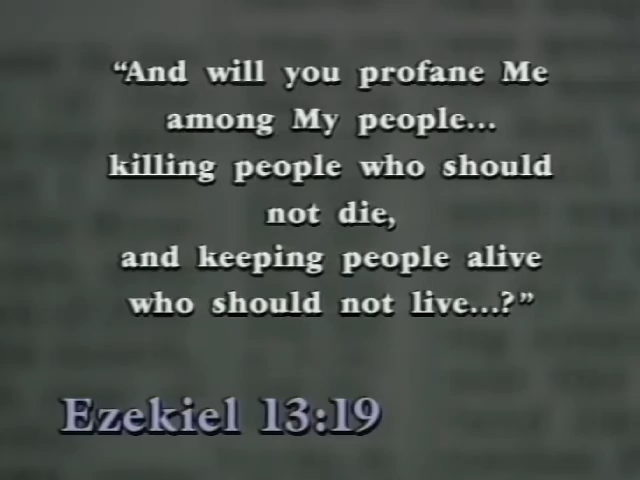 “And will you profane Me
among My people...
killing people who should
not die,
and keeping people alive
who should not live...?”
Ezekiel 13:19